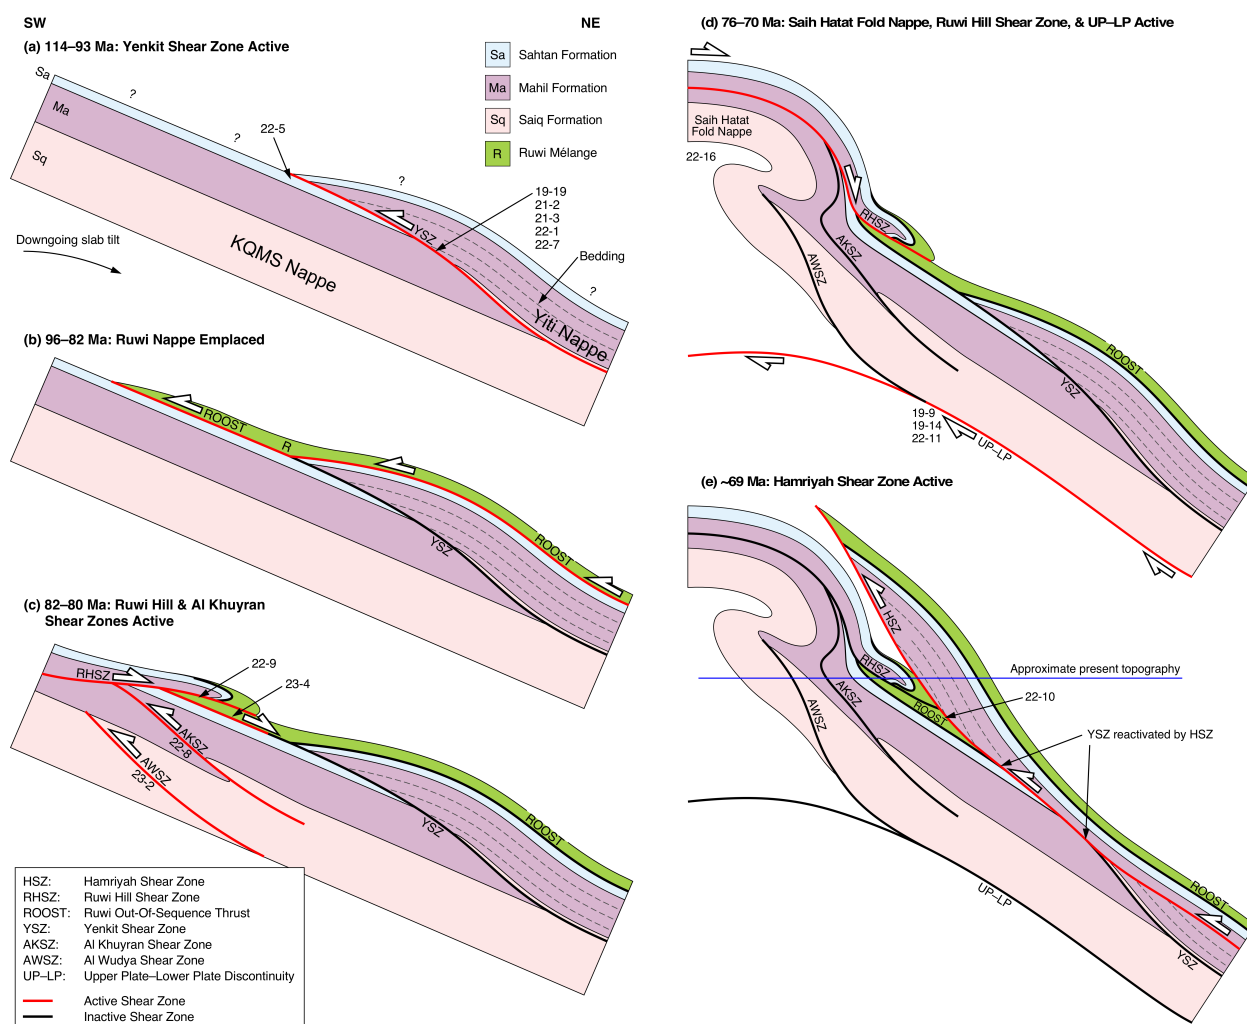 SW
NE
(a) 114–93 Ma: Yenkit Shear Zone Active
Sa
Ma
Sq
?
?
?
?
22-5
19-19
21-2
21-3
22-1
22-7
YSZ
Bedding
KQMS Nappe
Yiti Nappe
Downgoing slab tilt
Sa Sahtan Formation
Ma Mahil Formation
Sq Saiq Formation
R Ruwi Mélange
(b) 96–82 Ma: Ruwi Nappe Emplaced
ROOST
R
YSZ
ROOST
(c) 82–80 Ma: Ruwi Hill & Al Khuyran
Shear Zones Active
RHSZ
22-9
23-4
AKSZ
22-8
AWSZ
23-2
YSZ
ROOST
HSZ: Hamriyah Shear Zone
RHSZ: Ruwi Hill Shear Zone
ROOST: Ruwi Out-Of-Sequence Thrust
YSZ: Yenkit Shear Zone
AKSZ: Al Khuyran Shear Zone
AWSZ: Al Wudya Shear Zone
UP–LP: Upper Plate–Lower Plate Discontinuity
Active Shear Zone
Inactive Shear Zone
(d) 76–70 Ma: Saih Hatat Fold Nappe, Ruwi Hill Shear Zone, & UP–LP Active
Saih Hatat
Fold Nappe
22-16
RHSZ
AKSZ
AWSZ
ROOST
YSZ
19-9
19-14
22-11
UP–LP
(e) ~69 Ma: Hamriyah Shear Zone Active
HSZ
RHSZ
Approximate present topography
22-10
AKSZ
ROOST
AWSZ
YSZ reactivated by HSZ
UP–LP
ROOST
YSZ